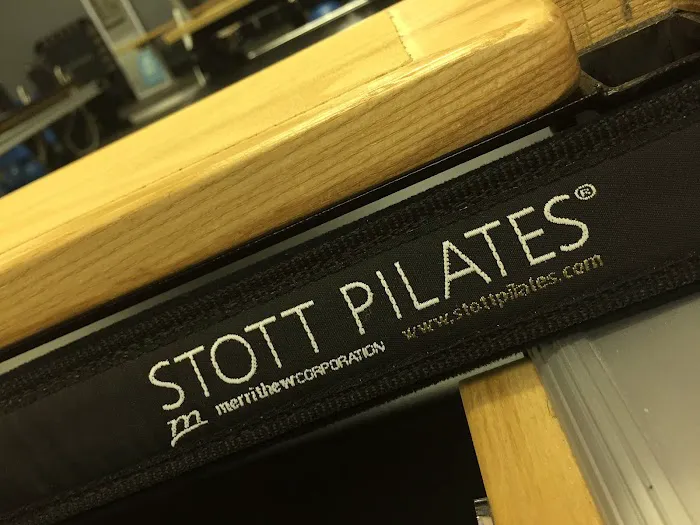 STOTT PILATES®
m merrithew CORPORATION
www.stottpilates.com